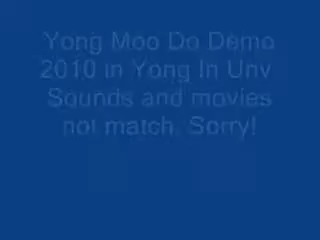 Yong Moo Do Demo
2010 in Yong In Unv
Sounds and movies
not match. Sorry!